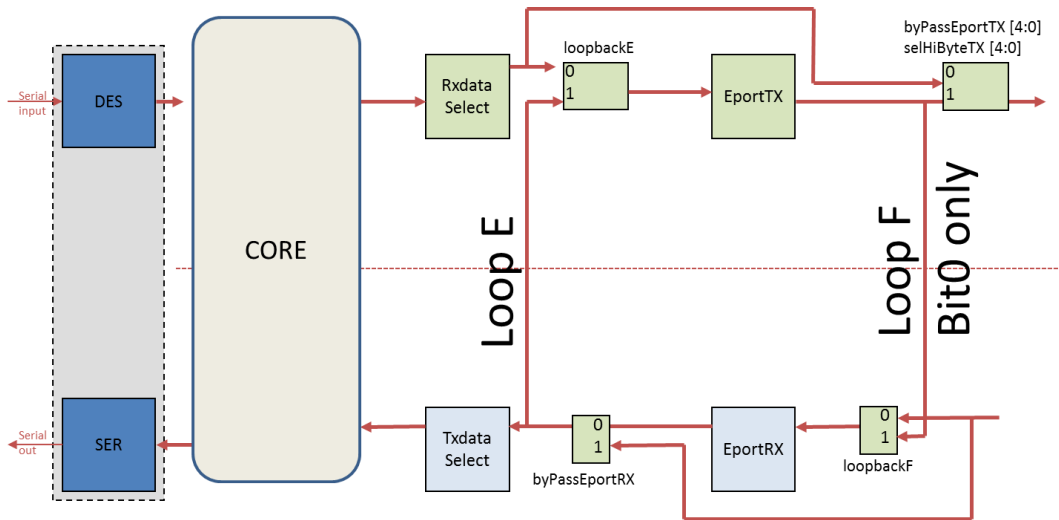 byPassEportTX [4:0]
selHiByteTX [4:0]
loopbackE
Serial
input
DES
Rxdata
Select
0
1
EportTX
0
1
CORE
Loop E
Loop F
Bit0 only
Serial
out
SER
Txdata
Select
0
1
byPassEportRX
EportRX
0
1
loopbackF